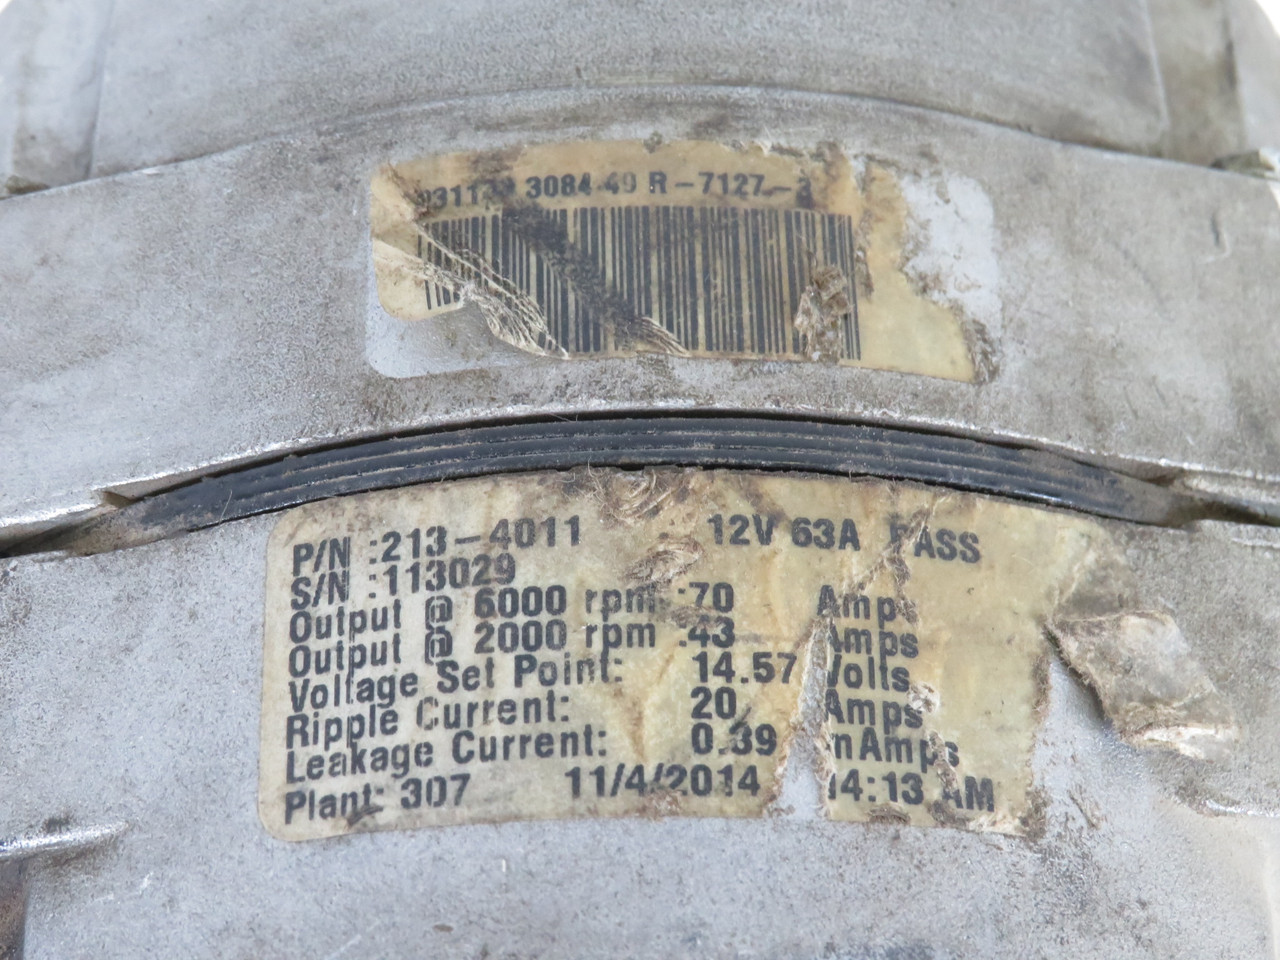 3084 49 R-7127-3
P/N :213-4011 12V 63A PASS
S/N :113029
Output @ 6000 rpm :70 Amps
Output @ 2000 rpm :43 Amps
Voltage Set Point: 14.57 Volts
Ripple Current: 20 Amps
Leakage Current: 0.39 mAmps
Plant: 307 11/4/2014 14:13 AM